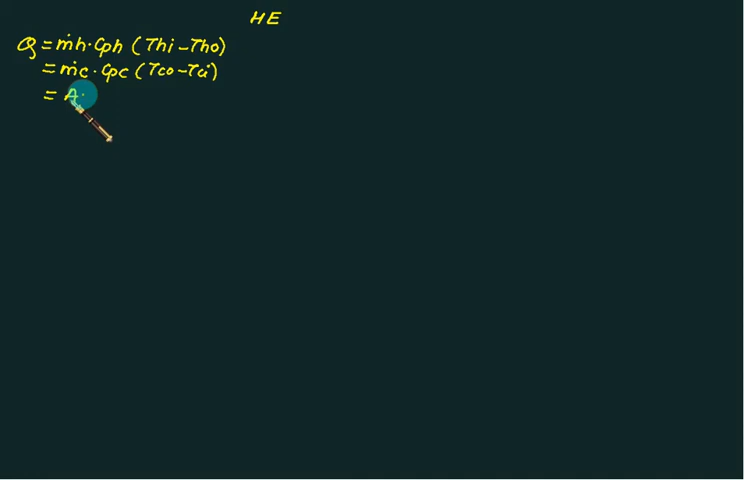 HE
Q = ṁh·Cph (Thi – Tho)
= ṁc·Cpc (Tco – Tci)
= A·